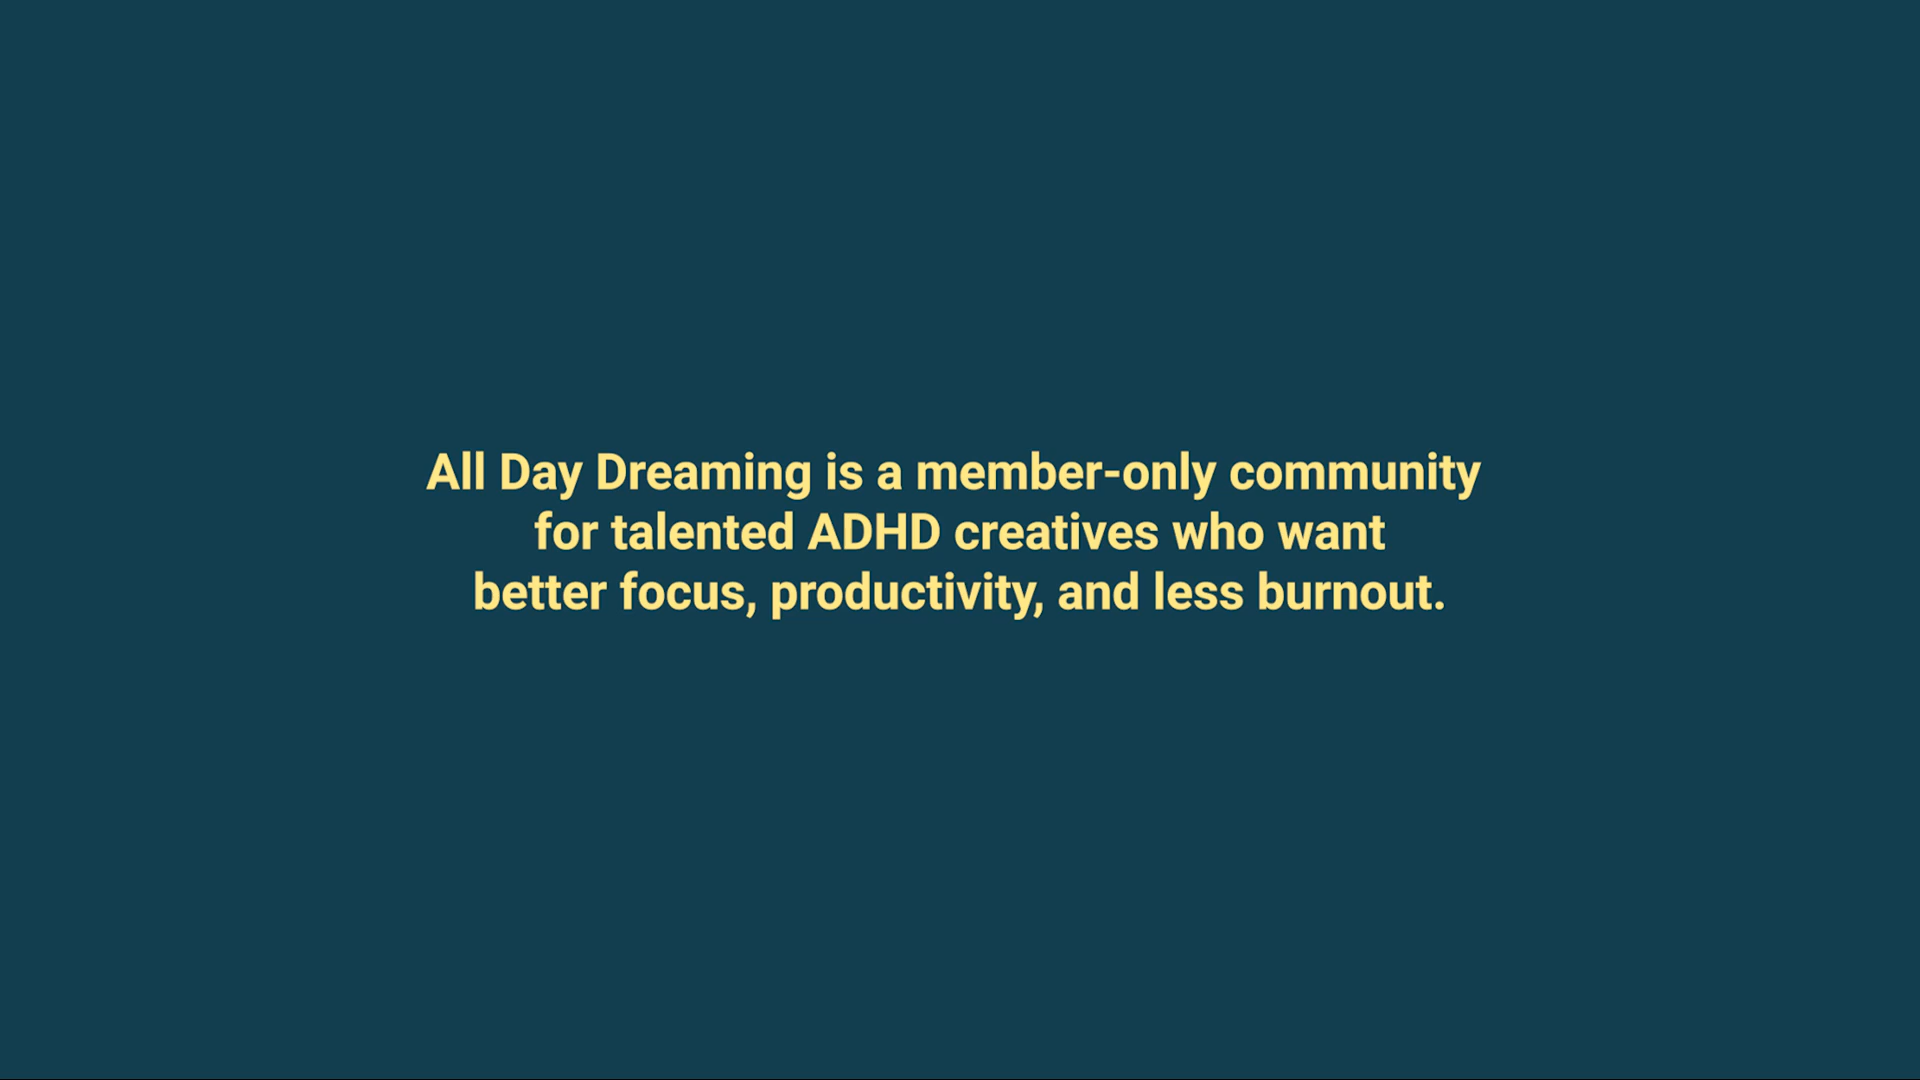 All Day Dreaming is a member-only community
for talented ADHD creatives who want
better focus, productivity, and less burnout.